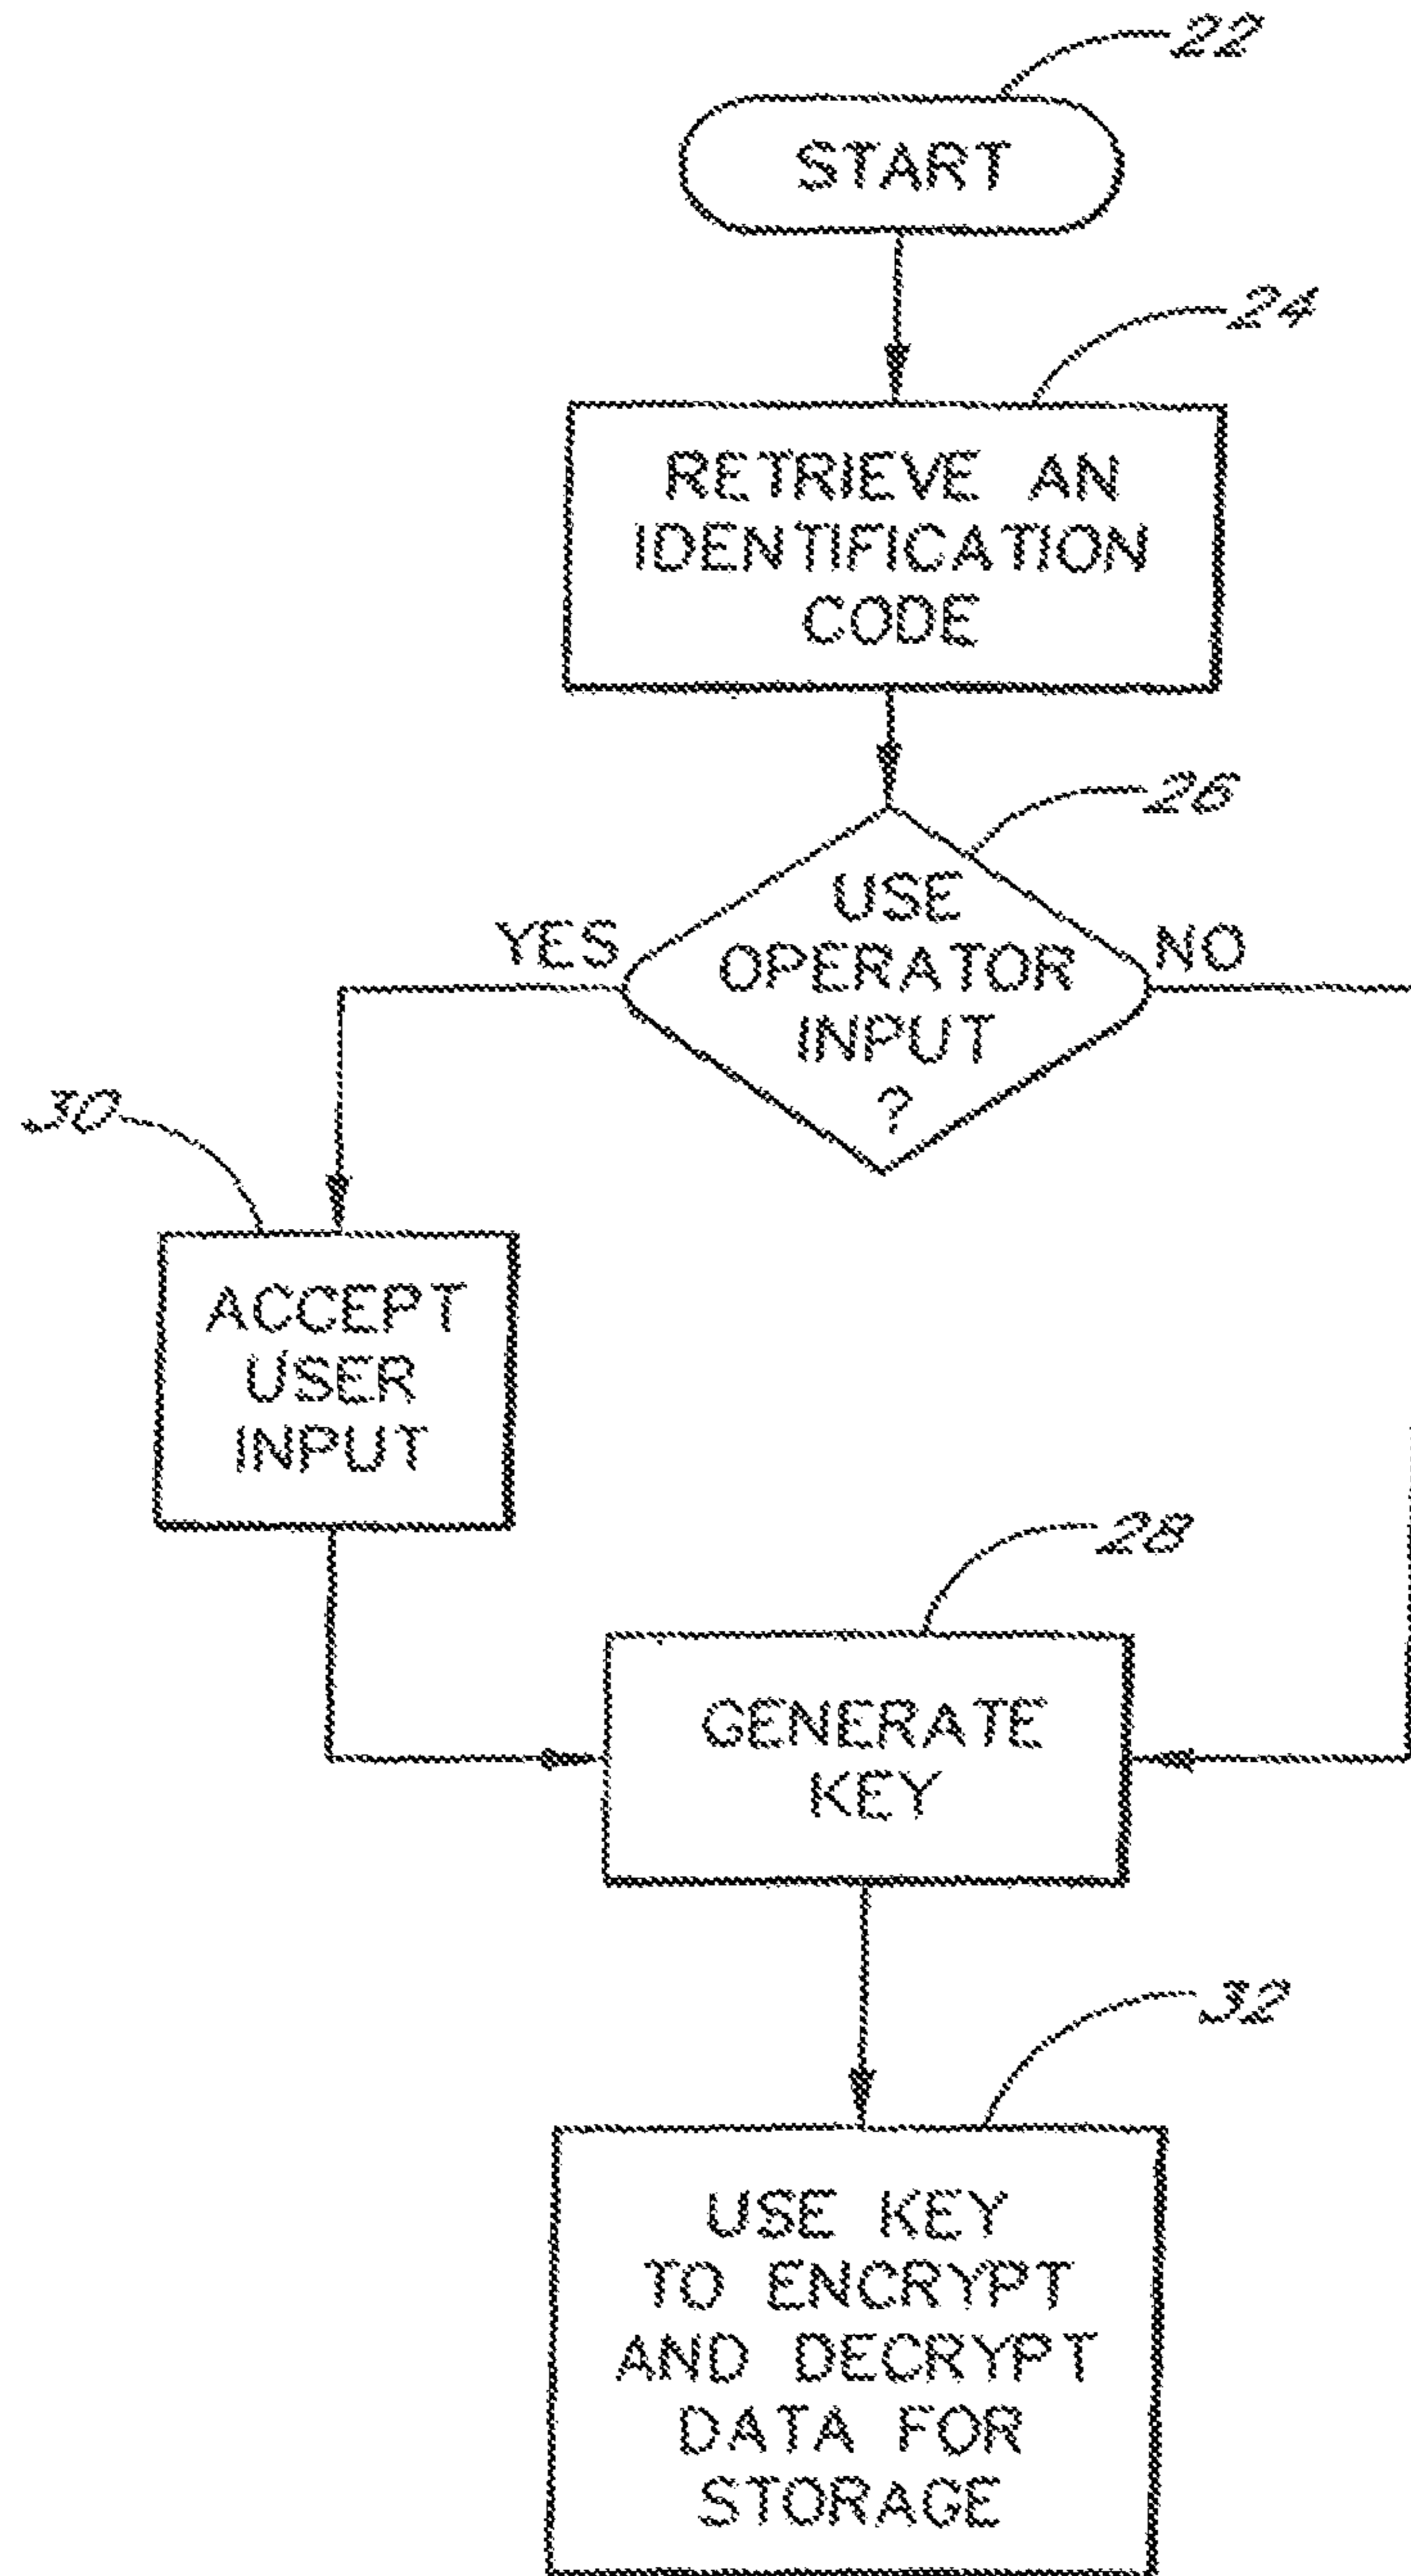 22
START
24
RETRIEVE AN
IDENTIFICATION
CODE
26
USE
OPERATOR
INPUT
?
YES
NO
30
ACCEPT
USER
INPUT
28
GENERATE
KEY
32
USE KEY
TO ENCRYPT
AND DECRYPT
DATA FOR
STORAGE